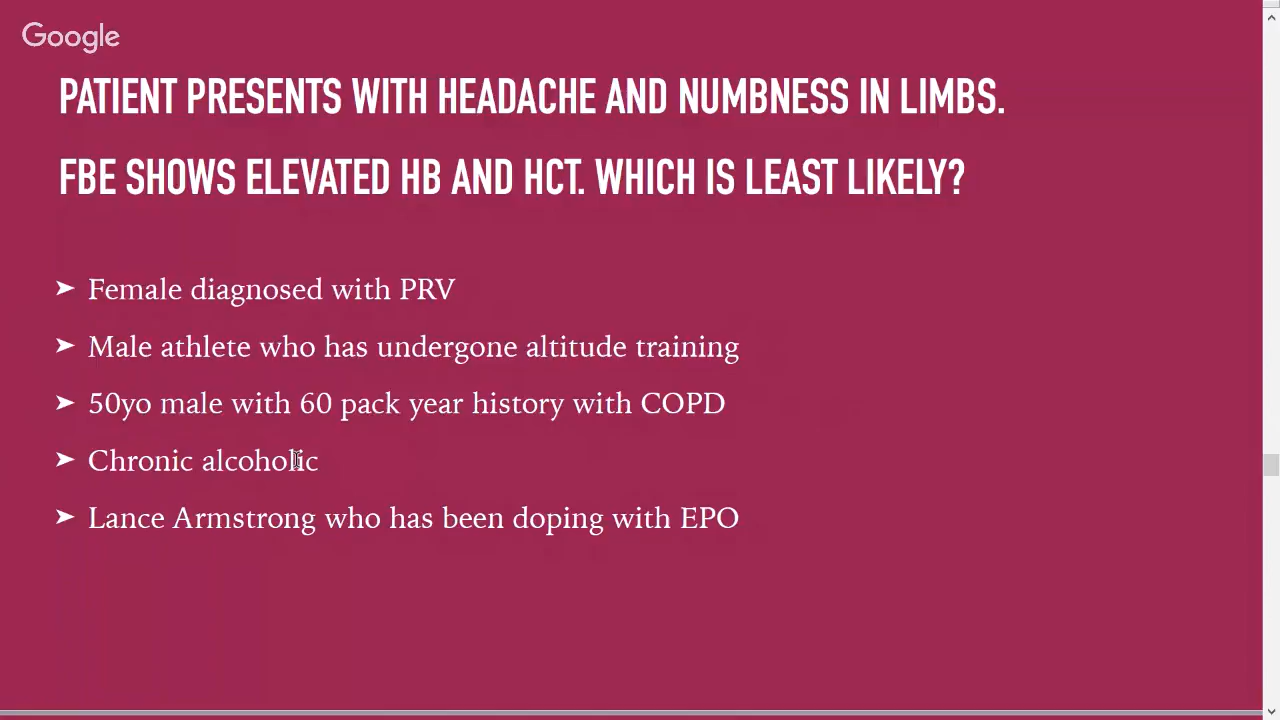 Google
PATIENT PRESENTS WITH HEADACHE AND NUMBNESS IN LIMBS.
FBE SHOWS ELEVATED HB AND HCT. WHICH IS LEAST LIKELY?
➤ Female diagnosed with PRV
➤ Male athlete who has undergone altitude training
➤ 50yo male with 60 pack year history with COPD
➤ Chronic alcoholic
➤ Lance Armstrong who has been doping with EPO